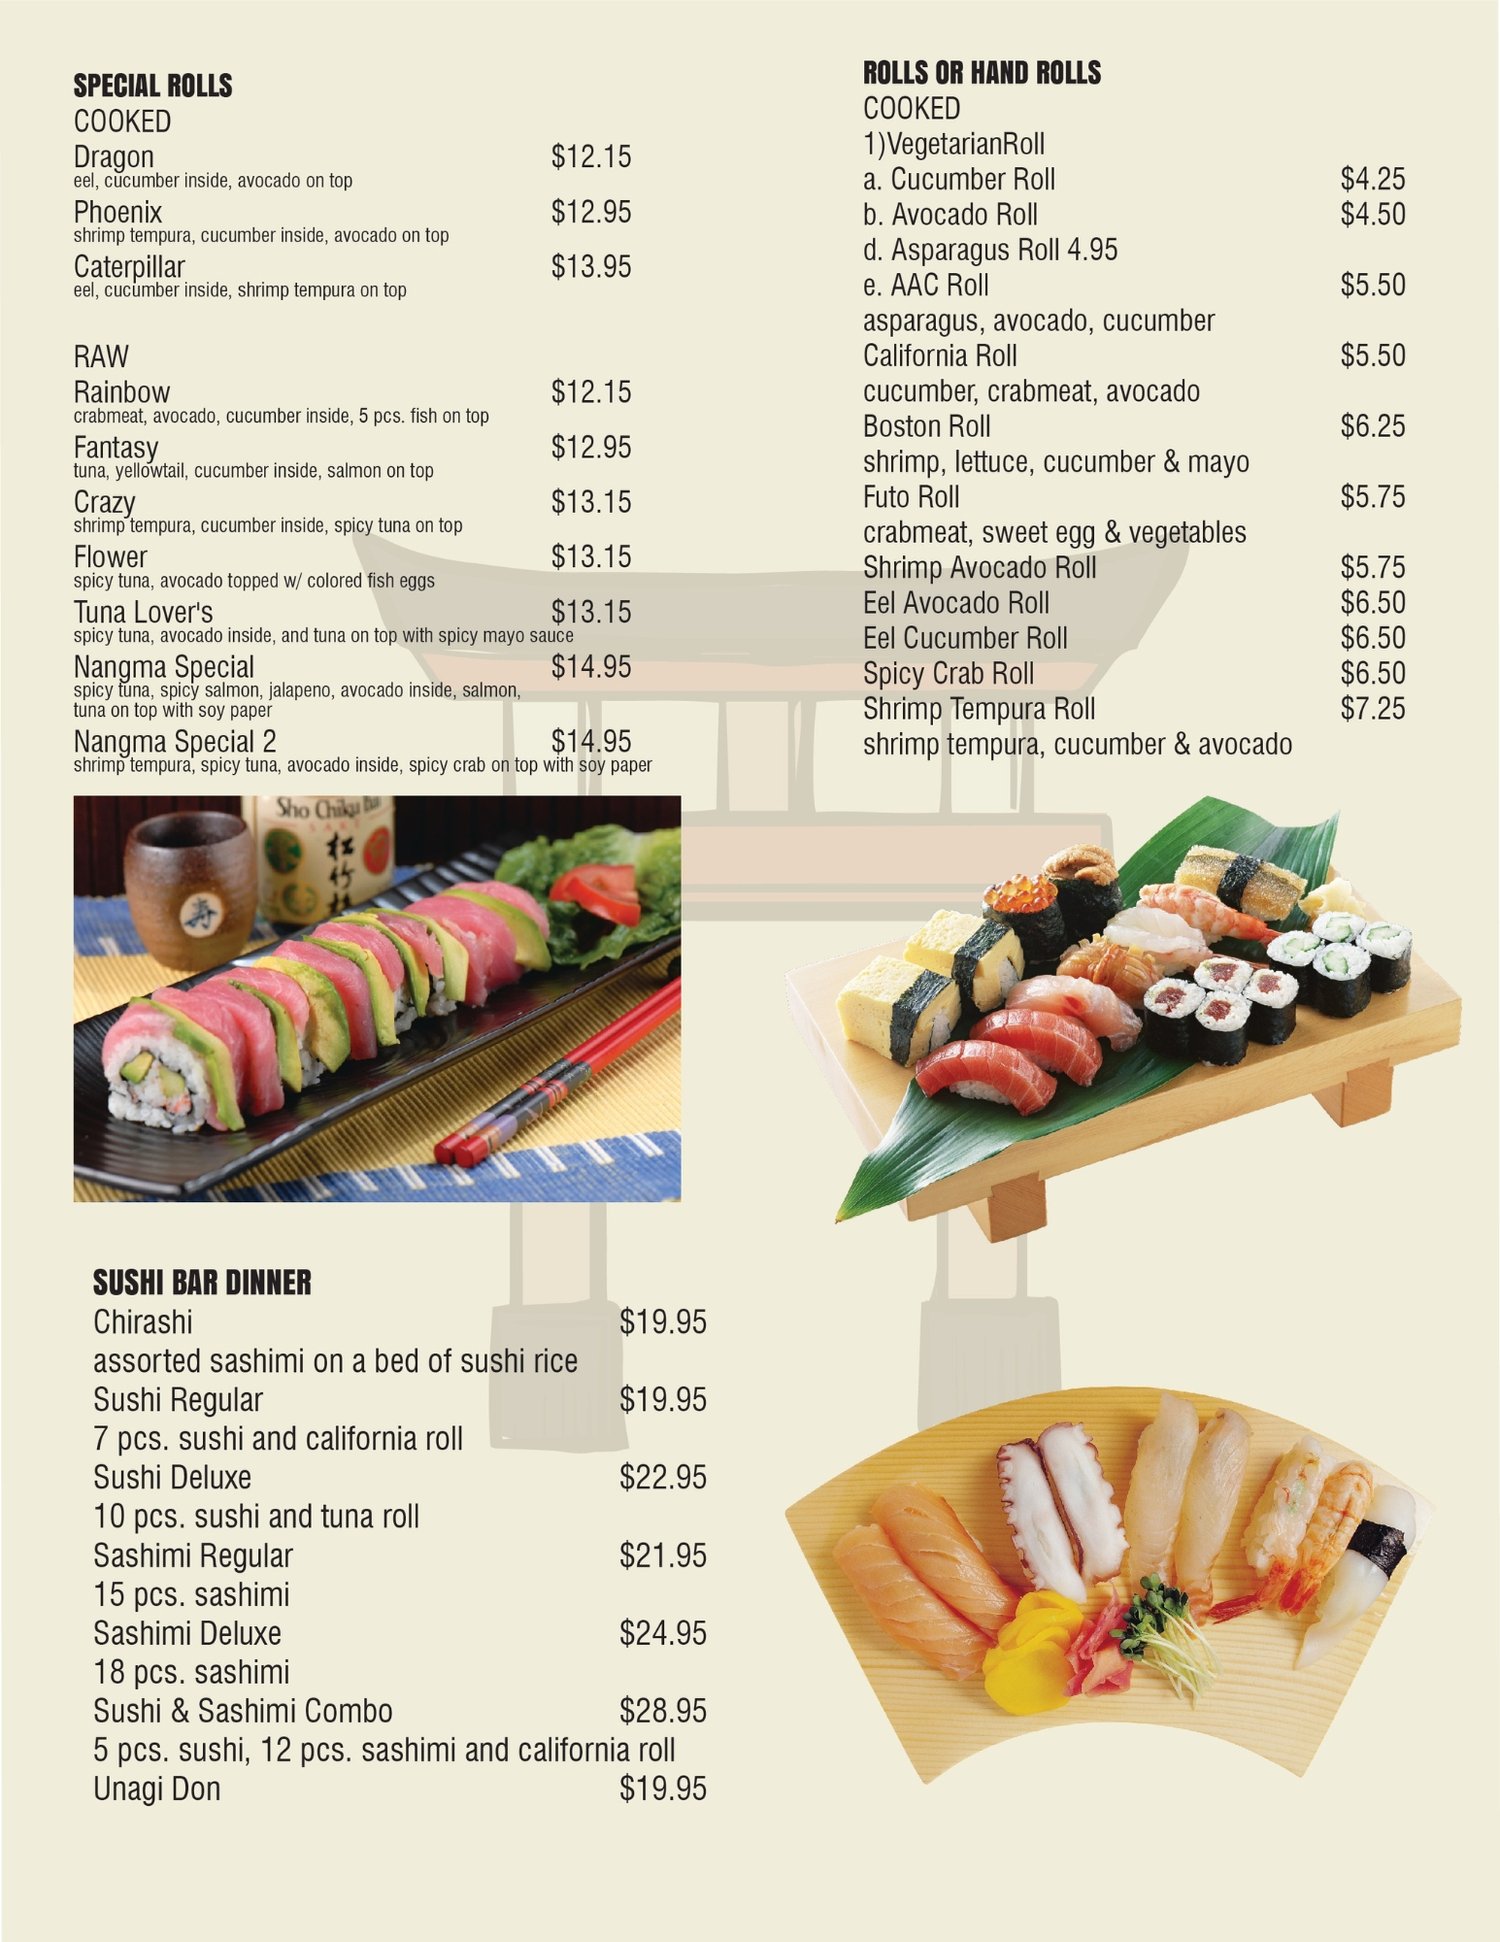 SPECIAL ROLLS
COOKED
Dragon $12.15
eel, cucumber inside, avocado on top
Phoenix $12.95
shrimp tempura, cucumber inside, avocado on top
Caterpillar $13.95
eel, cucumber inside, shrimp tempura on top
RAW
Rainbow $12.15
crabmeat, avocado, cucumber inside, 5 pcs. fish on top
Fantasy $12.95
tuna, yellowtail, cucumber inside, salmon on top
Crazy $13.15
shrimp tempura, cucumber inside, spicy tuna on top
Flower $13.15
spicy tuna, avocado topped w/ colored fish eggs
Tuna Lover's $13.15
spicy tuna, avocado inside, and tuna on top with spicy mayo sauce
Nangma Special $14.95
spicy tuna, spicy salmon, jalapeno, avocado inside, salmon,
tuna on top with soy paper
Nangma Special 2 $14.95
shrimp tempura, spicy tuna, avocado inside, spicy crab on top with soy paper
ROLLS OR HAND ROLLS
COOKED
1)VegetarianRoll
a. Cucumber Roll $4.25
b. Avocado Roll $4.50
d. Asparagus Roll 4.95
e. AAC Roll $5.50
asparagus, avocado, cucumber
California Roll $5.50
cucumber, crabmeat, avocado
Boston Roll $6.25
shrimp, lettuce, cucumber & mayo
Futo Roll $5.75
crabmeat, sweet egg & vegetables
Shrimp Avocado Roll $5.75
Eel Avocado Roll $6.50
Eel Cucumber Roll $6.50
Spicy Crab Roll $6.50
Shrimp Tempura Roll $7.25
shrimp tempura, cucumber & avocado
Sho Chiku
SAKE
松
竹
寿
SUSHI BAR DINNER
Chirashi $19.95
assorted sashimi on a bed of sushi rice
Sushi Regular $19.95
7 pcs. sushi and california roll
Sushi Deluxe $22.95
10 pcs. sushi and tuna roll
Sashimi Regular $21.95
15 pcs. sashimi
Sashimi Deluxe $24.95
18 pcs. sashimi
Sushi & Sashimi Combo $28.95
5 pcs. sushi, 12 pcs. sashimi and california roll
Unagi Don $19.95